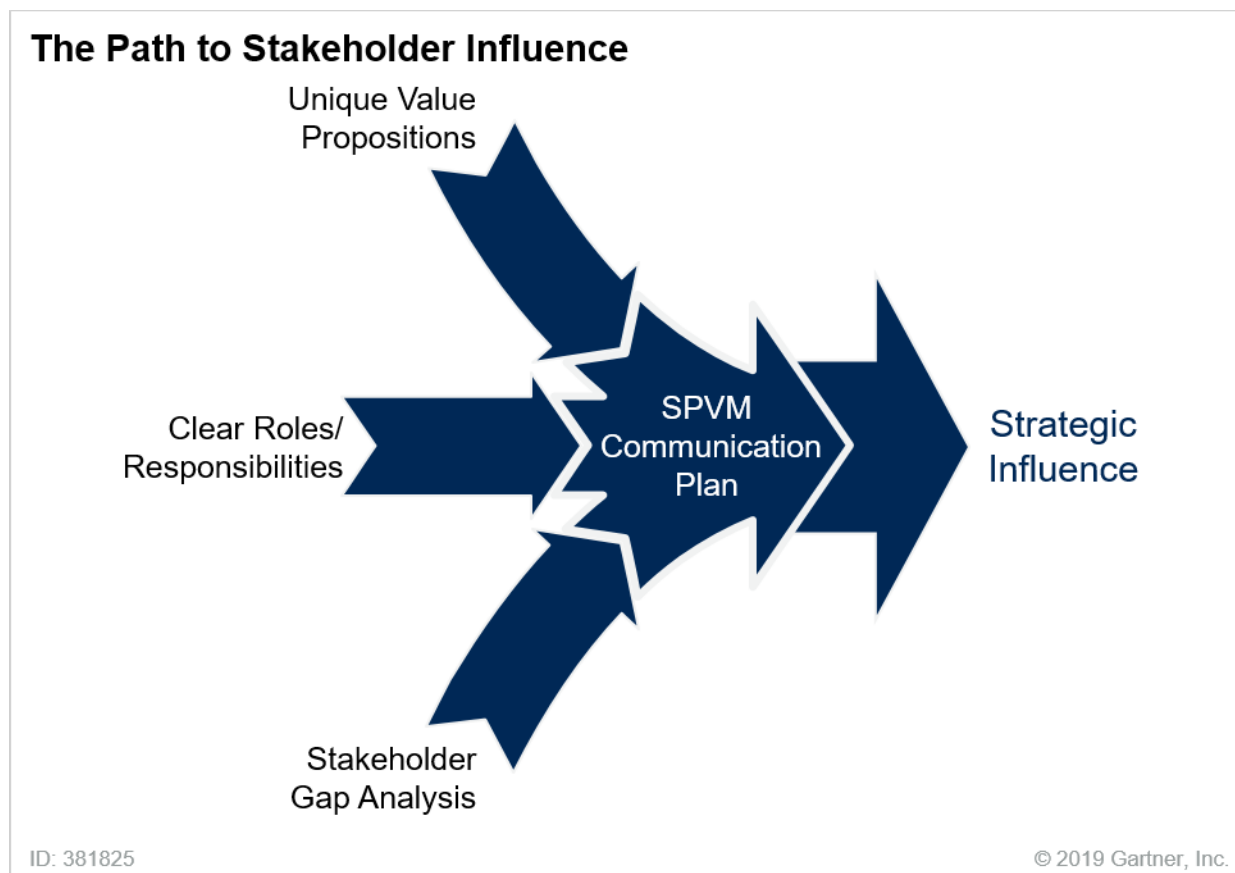 The Path to Stakeholder Influence
Unique Value
Propositions
Clear Roles/
Responsibilities
SPVM
Communication
Plan
Strategic
Influence
Stakeholder
Gap Analysis
ID: 381825
© 2019 Gartner, Inc.